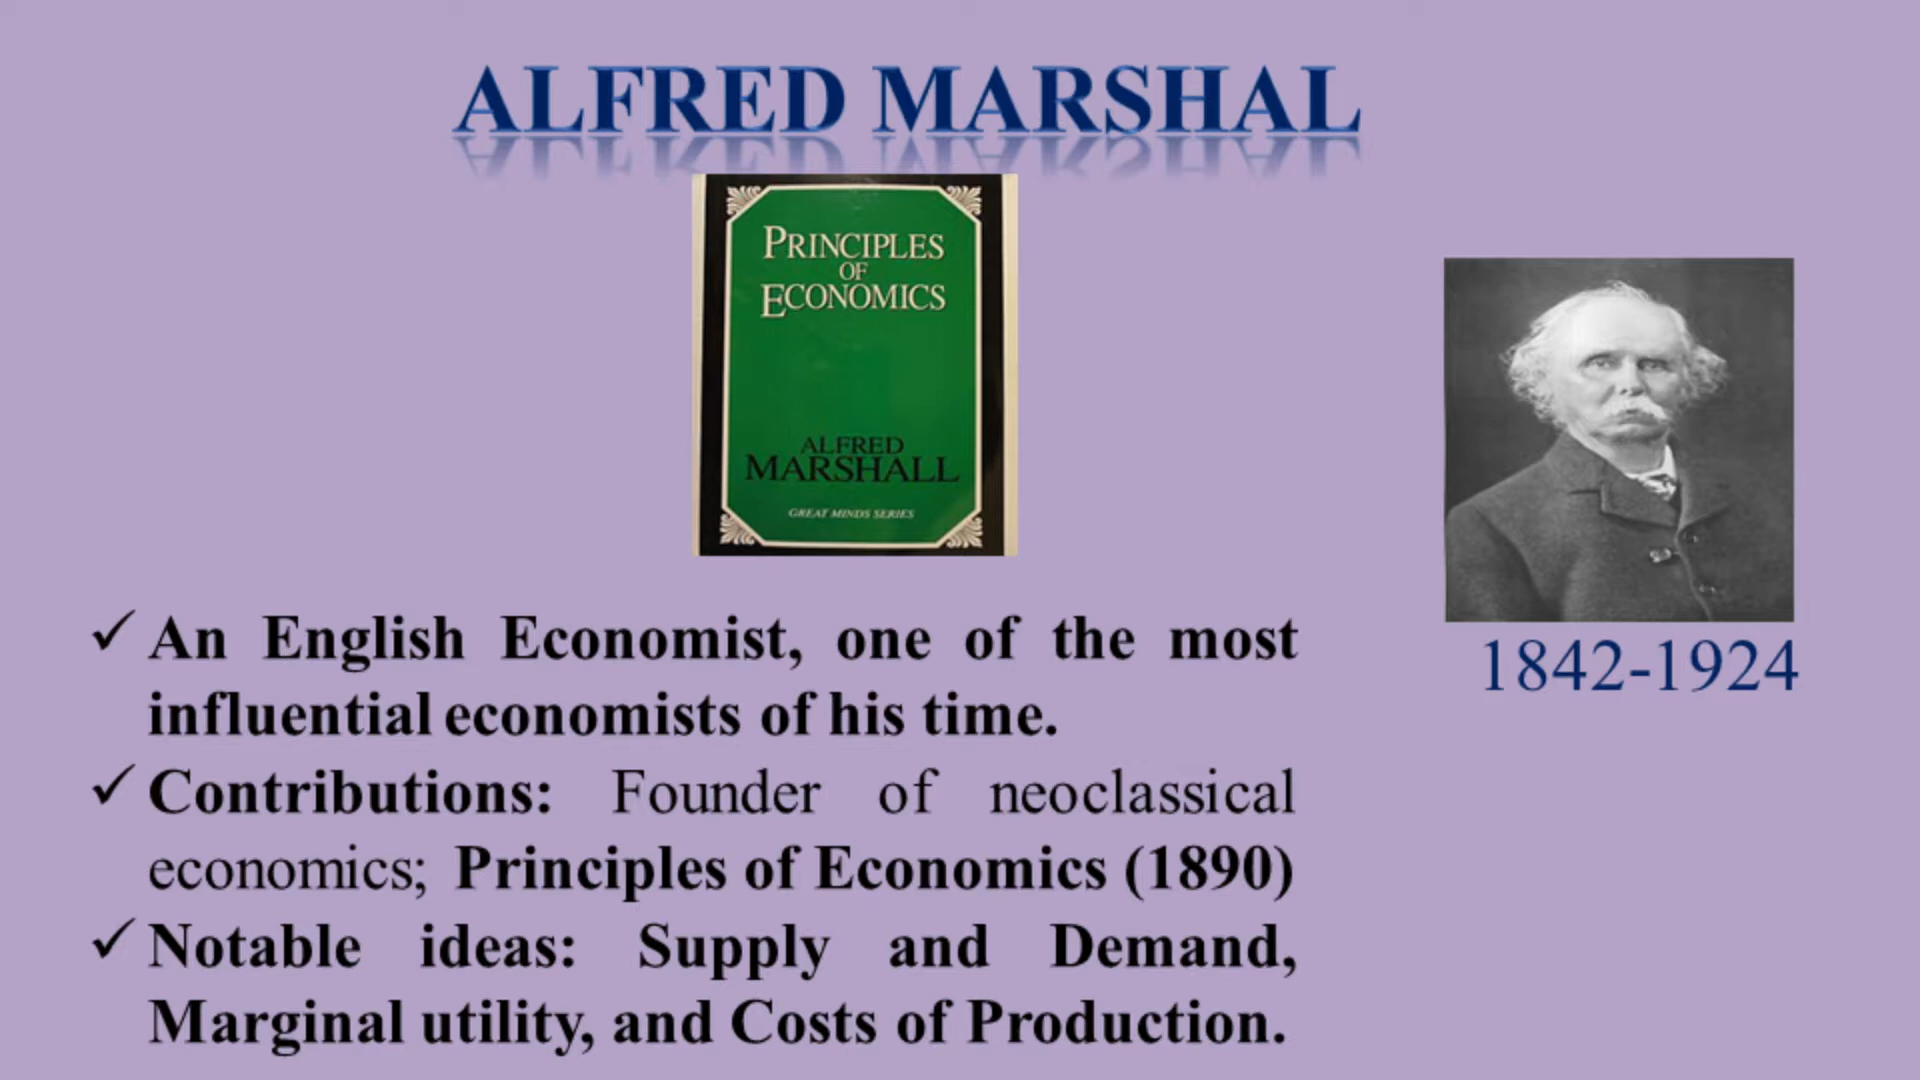 ALFRED MARSHAL
PRINCIPLES
OF
ECONOMICS
ALFRED
MARSHALL
GREAT MINDS SERIES
1842-1924
✓ An English Economist, one of the most
influential economists of his time.
✓ Contributions: Founder of neoclassical
economics; Principles of Economics (1890)
✓ Notable ideas: Supply and Demand,
Marginal utility, and Costs of Production.